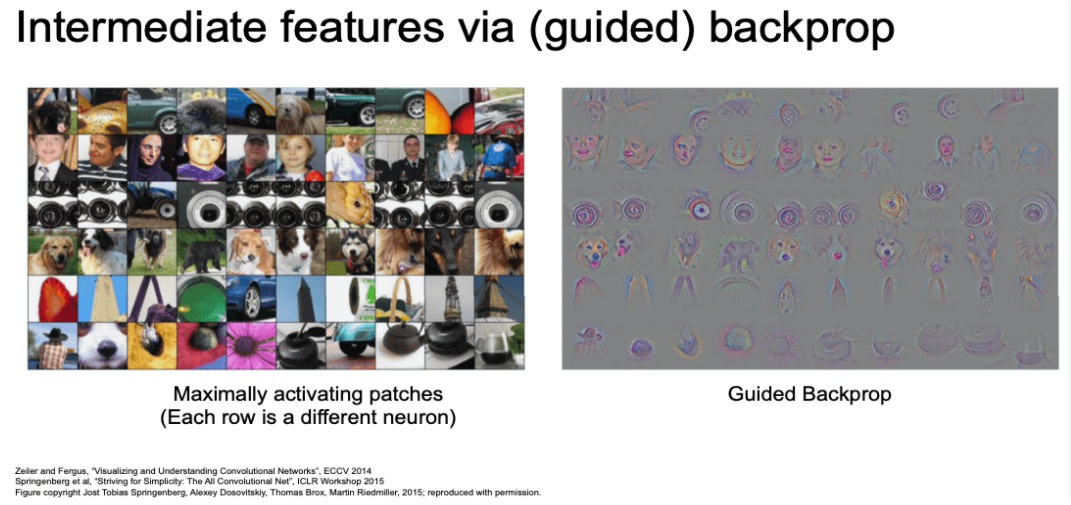 Intermediate features via (guided) backprop
Maximally activating patches
(Each row is a different neuron)
Guided Backprop
Zeiler and Fergus, "Visualizing and Understanding Convolutional Networks", ECCV 2014
Springenberg et al, "Striving for Simplicity: The All Convolutional Net", ICLR Workshop 2015
Figure copyright Jost Tobias Springenberg, Alexey Dosovitskiy, Thomas Brox, Martin Riedmiller, 2015; reproduced with permission.